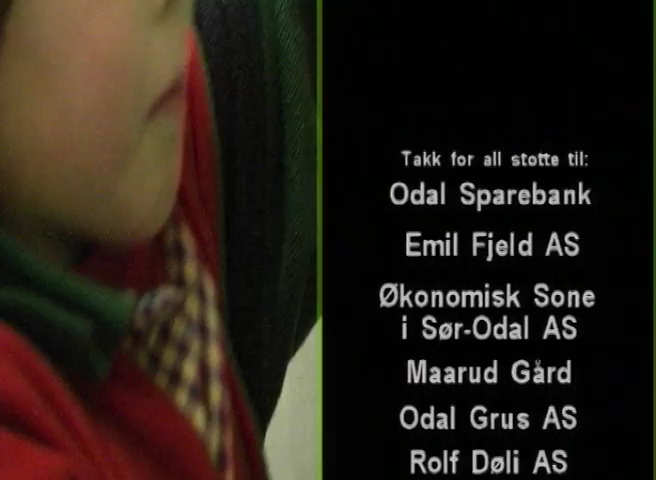 Takk for all stotte til:
Odal Sparebank
Emil Fjeld AS
Økonomisk Sone
i Sør-Odal AS
Maarud Gård
Odal Grus AS
Rolf Døli AS